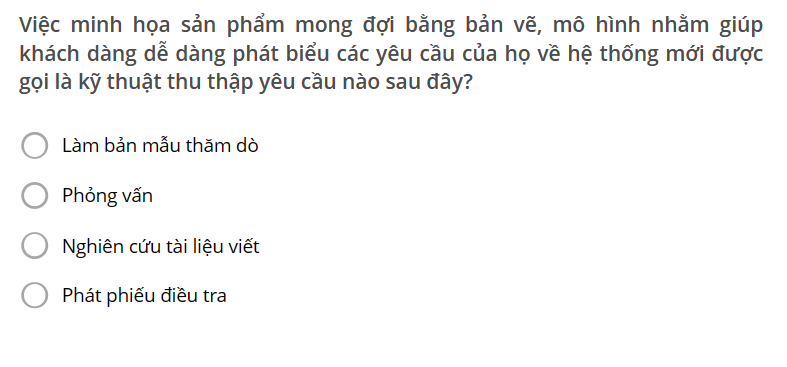 Việc minh họa sản phẩm mong đợi bằng bản vẽ, mô hình nhằm giúp
khách dàng dễ dàng phát biểu các yêu cầu của họ về hệ thống mới được
gọi là kỹ thuật thu thập yêu cầu nào sau đây?
Làm bản mẫu thăm dò
Phỏng vấn
Nghiên cứu tài liệu viết
Phát phiếu điều tra